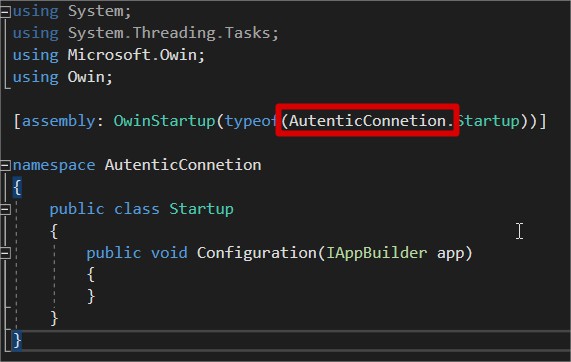 using System;
using System.Threading.Tasks;
using Microsoft.Owin;
using Owin;
[assembly: OwinStartup(typeof(AutenticConnetion.Startup))]
namespace AutenticConnetion
{
public class Startup
{
public void Configuration(IAppBuilder app)
{
}
}
}